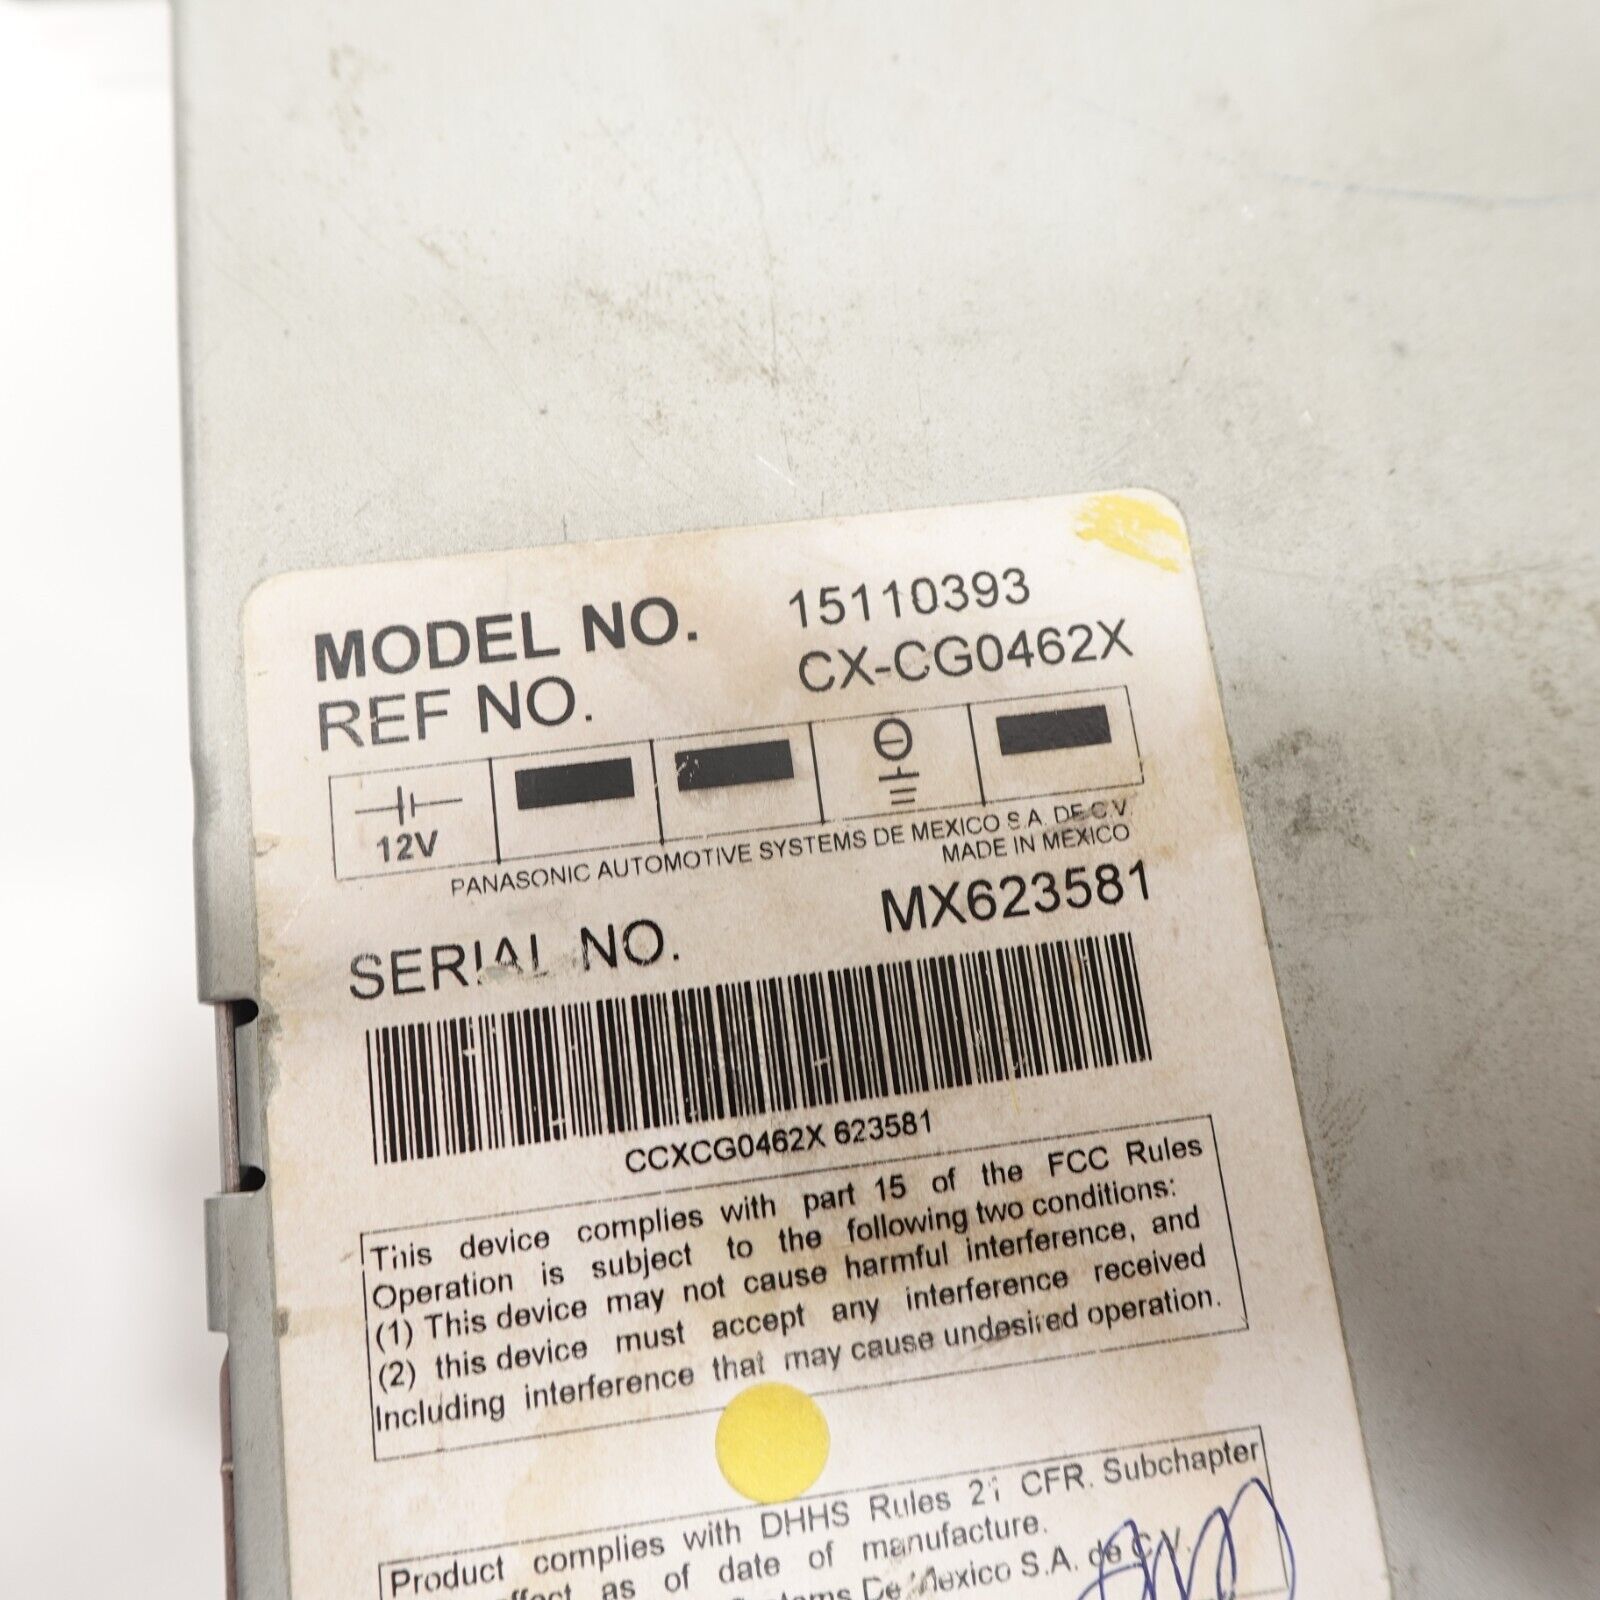 MODEL NO. 15110393
REF NO. CX-CG0462X
12V
PANASONIC AUTOMOTIVE SYSTEMS DE MEXICO S.A. DE C.V.
MADE IN MEXICO
SERIAL NO. MX623581
CCXCG0462X 623581
This device complies with part 15 of the FCC Rules
Operation is subject to the following two conditions:
(1) This device may not cause harmful interference, and
(2) this device must accept any interference received
Including interference that may cause undesired operation.
Product complies with DHHS Rules 21 CFR. Subchapter
as of date of manufacture.
De Mexico S.A. de C.V.